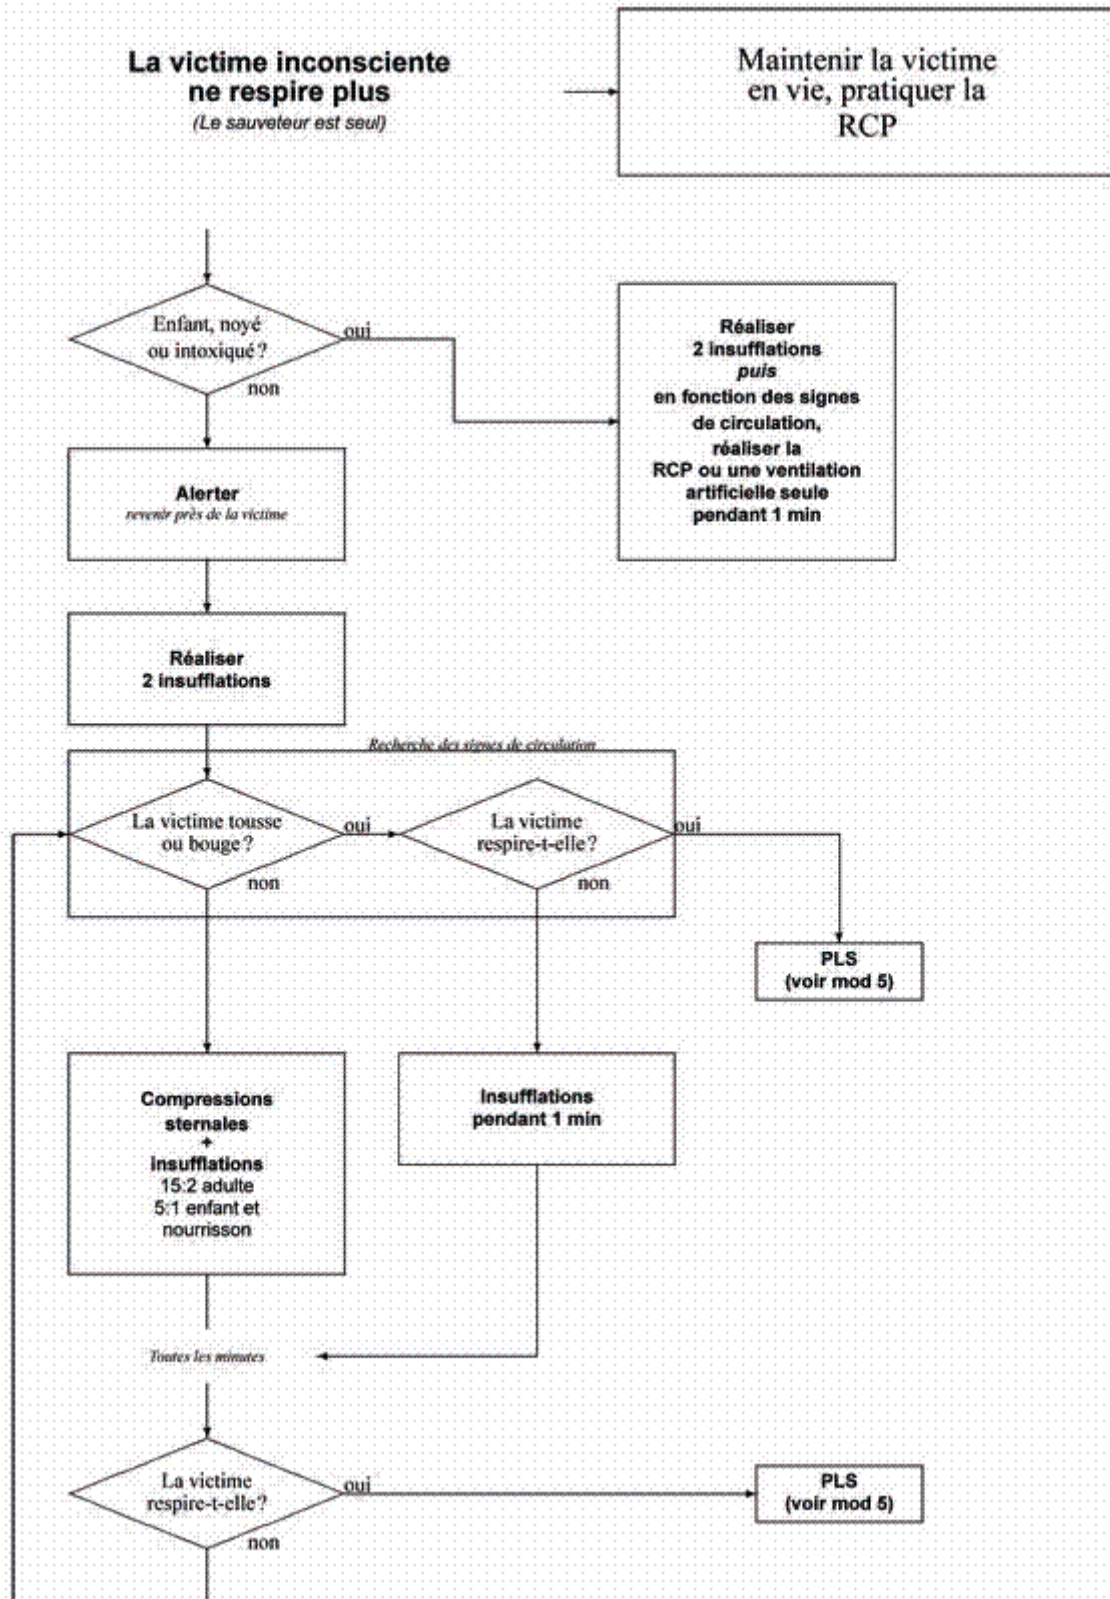 La victime inconsciente
ne respire plus
(Le sauveteur est seul)
Maintenir la victime
en vie, pratiquer la
RCP
Enfant, noyé
ou intoxiqué ?
oui
non
Réaliser
2 insufflations
puis
en fonction des signes
de circulation,
réaliser la
RCP ou une ventilation
artificielle seule
pendant 1 min
Alerter
revenir près de la victime
Réaliser
2 insufflations
Recherche des signes de circulation
La victime tousse
ou bouge ?
oui
non
La victime
respire-t-elle ?
oui
non
PLS
(voir mod 5)
Compressions
sternales
+
insufflations
15:2 adulte
5:1 enfant et
nourrisson
Insufflations
pendant 1 min
Toutes les minutes
La victime
respire-t-elle ?
oui
non
PLS
(voir mod 5)